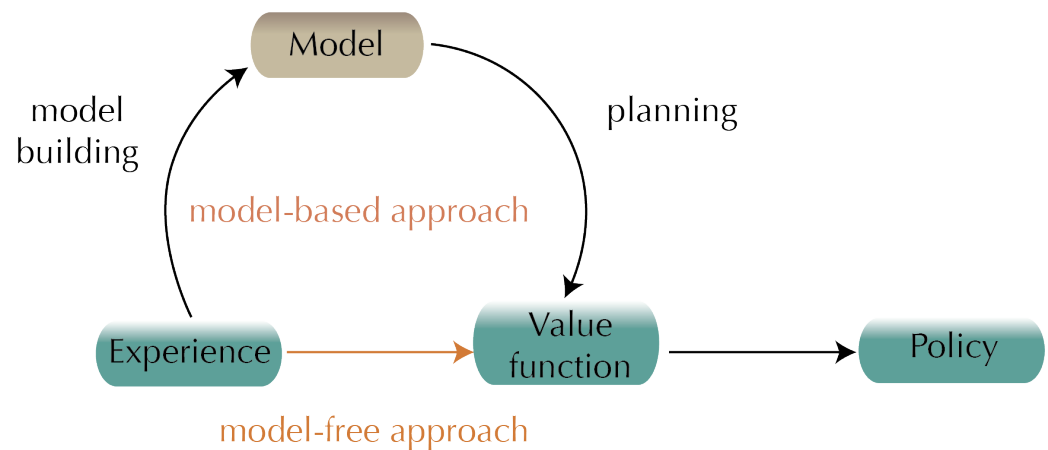 Model
model
building
planning
model-based approach
Experience
Value
function
Policy
model-free approach